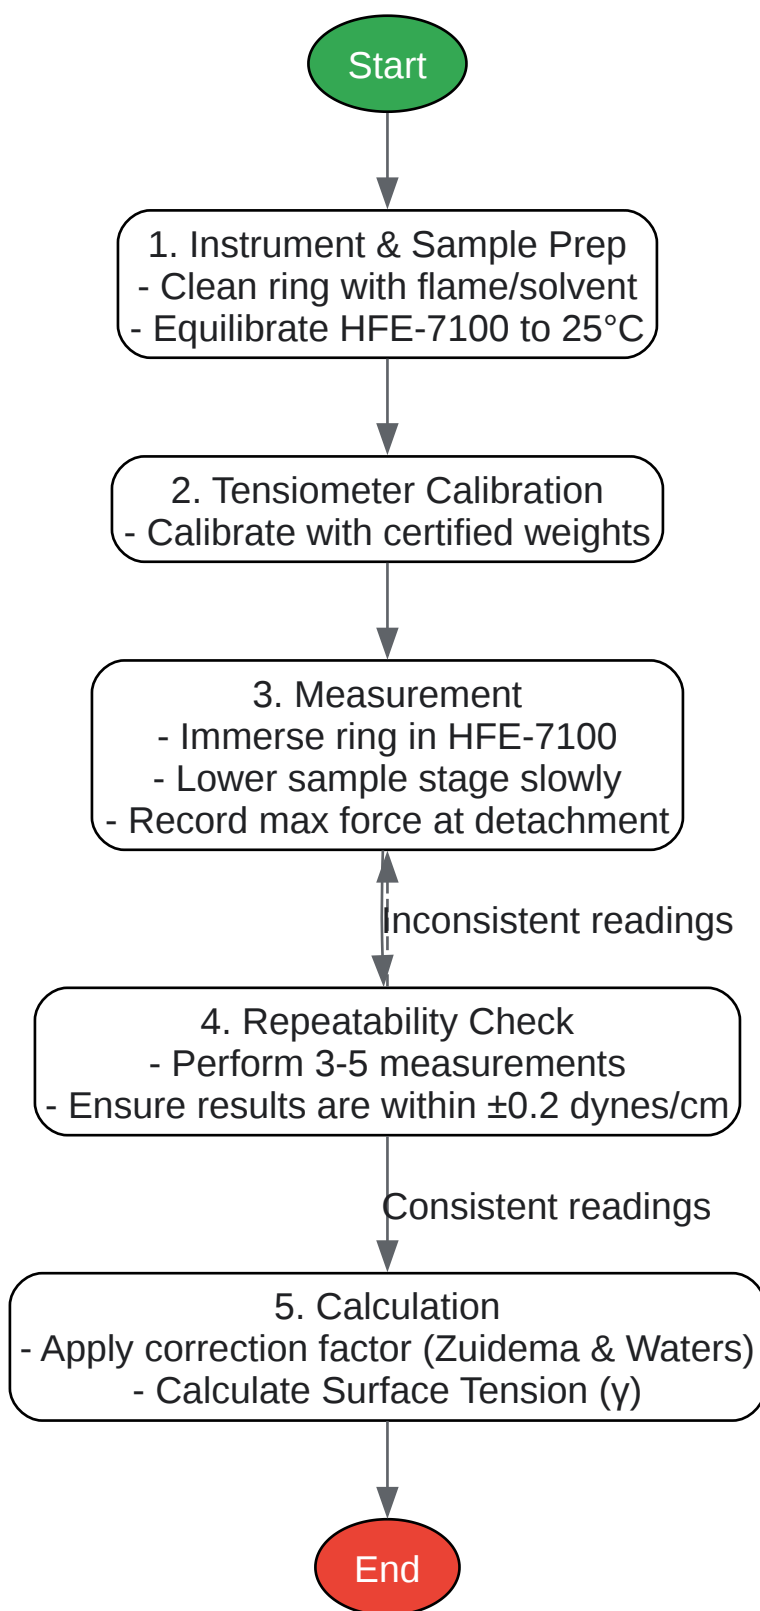 Start
1. Instrument & Sample Prep
- Clean ring with flame/solvent
- Equilibrate HFE-7100 to 25°C
2. Tensiometer Calibration
- Calibrate with certified weights
3. Measurement
- Immerse ring in HFE-7100
- Lower sample stage slowly
- Record max force at detachment
Inconsistent readings
4. Repeatability Check
- Perform 3-5 measurements
- Ensure results are within ±0.2 dynes/cm
Consistent readings
5. Calculation
- Apply correction factor (Zuidema & Waters)
- Calculate Surface Tension (γ)
End